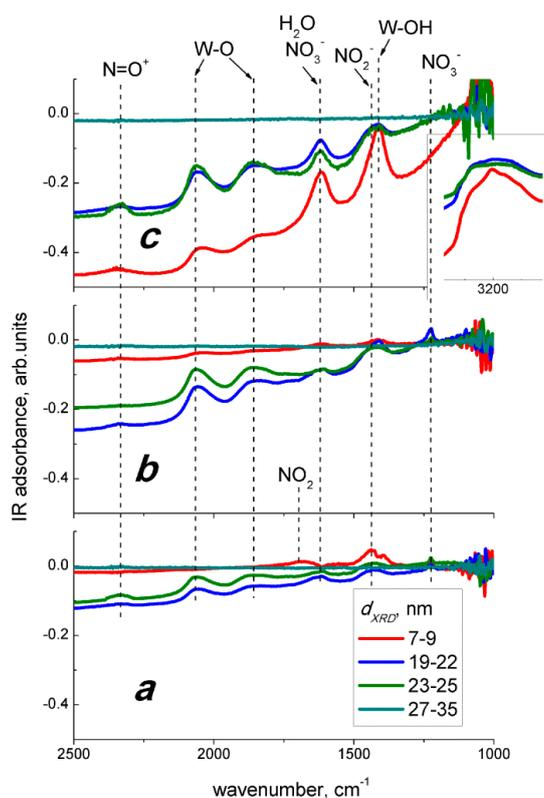 H₂O
W-OH
W-O
NO₃⁻
NO₂⁻
NO₃⁻
N=O⁺
0.0
-0.2
-0.4
c
3200
0.0
-0.2
-0.4
b
NO₂
0.0
-0.2
-0.4
a
d_XRD, nm
7-9
19-22
23-25
27-35
IR adsorbance, arb.units
2500
2000
1500
1000
wavenumber, cm⁻¹